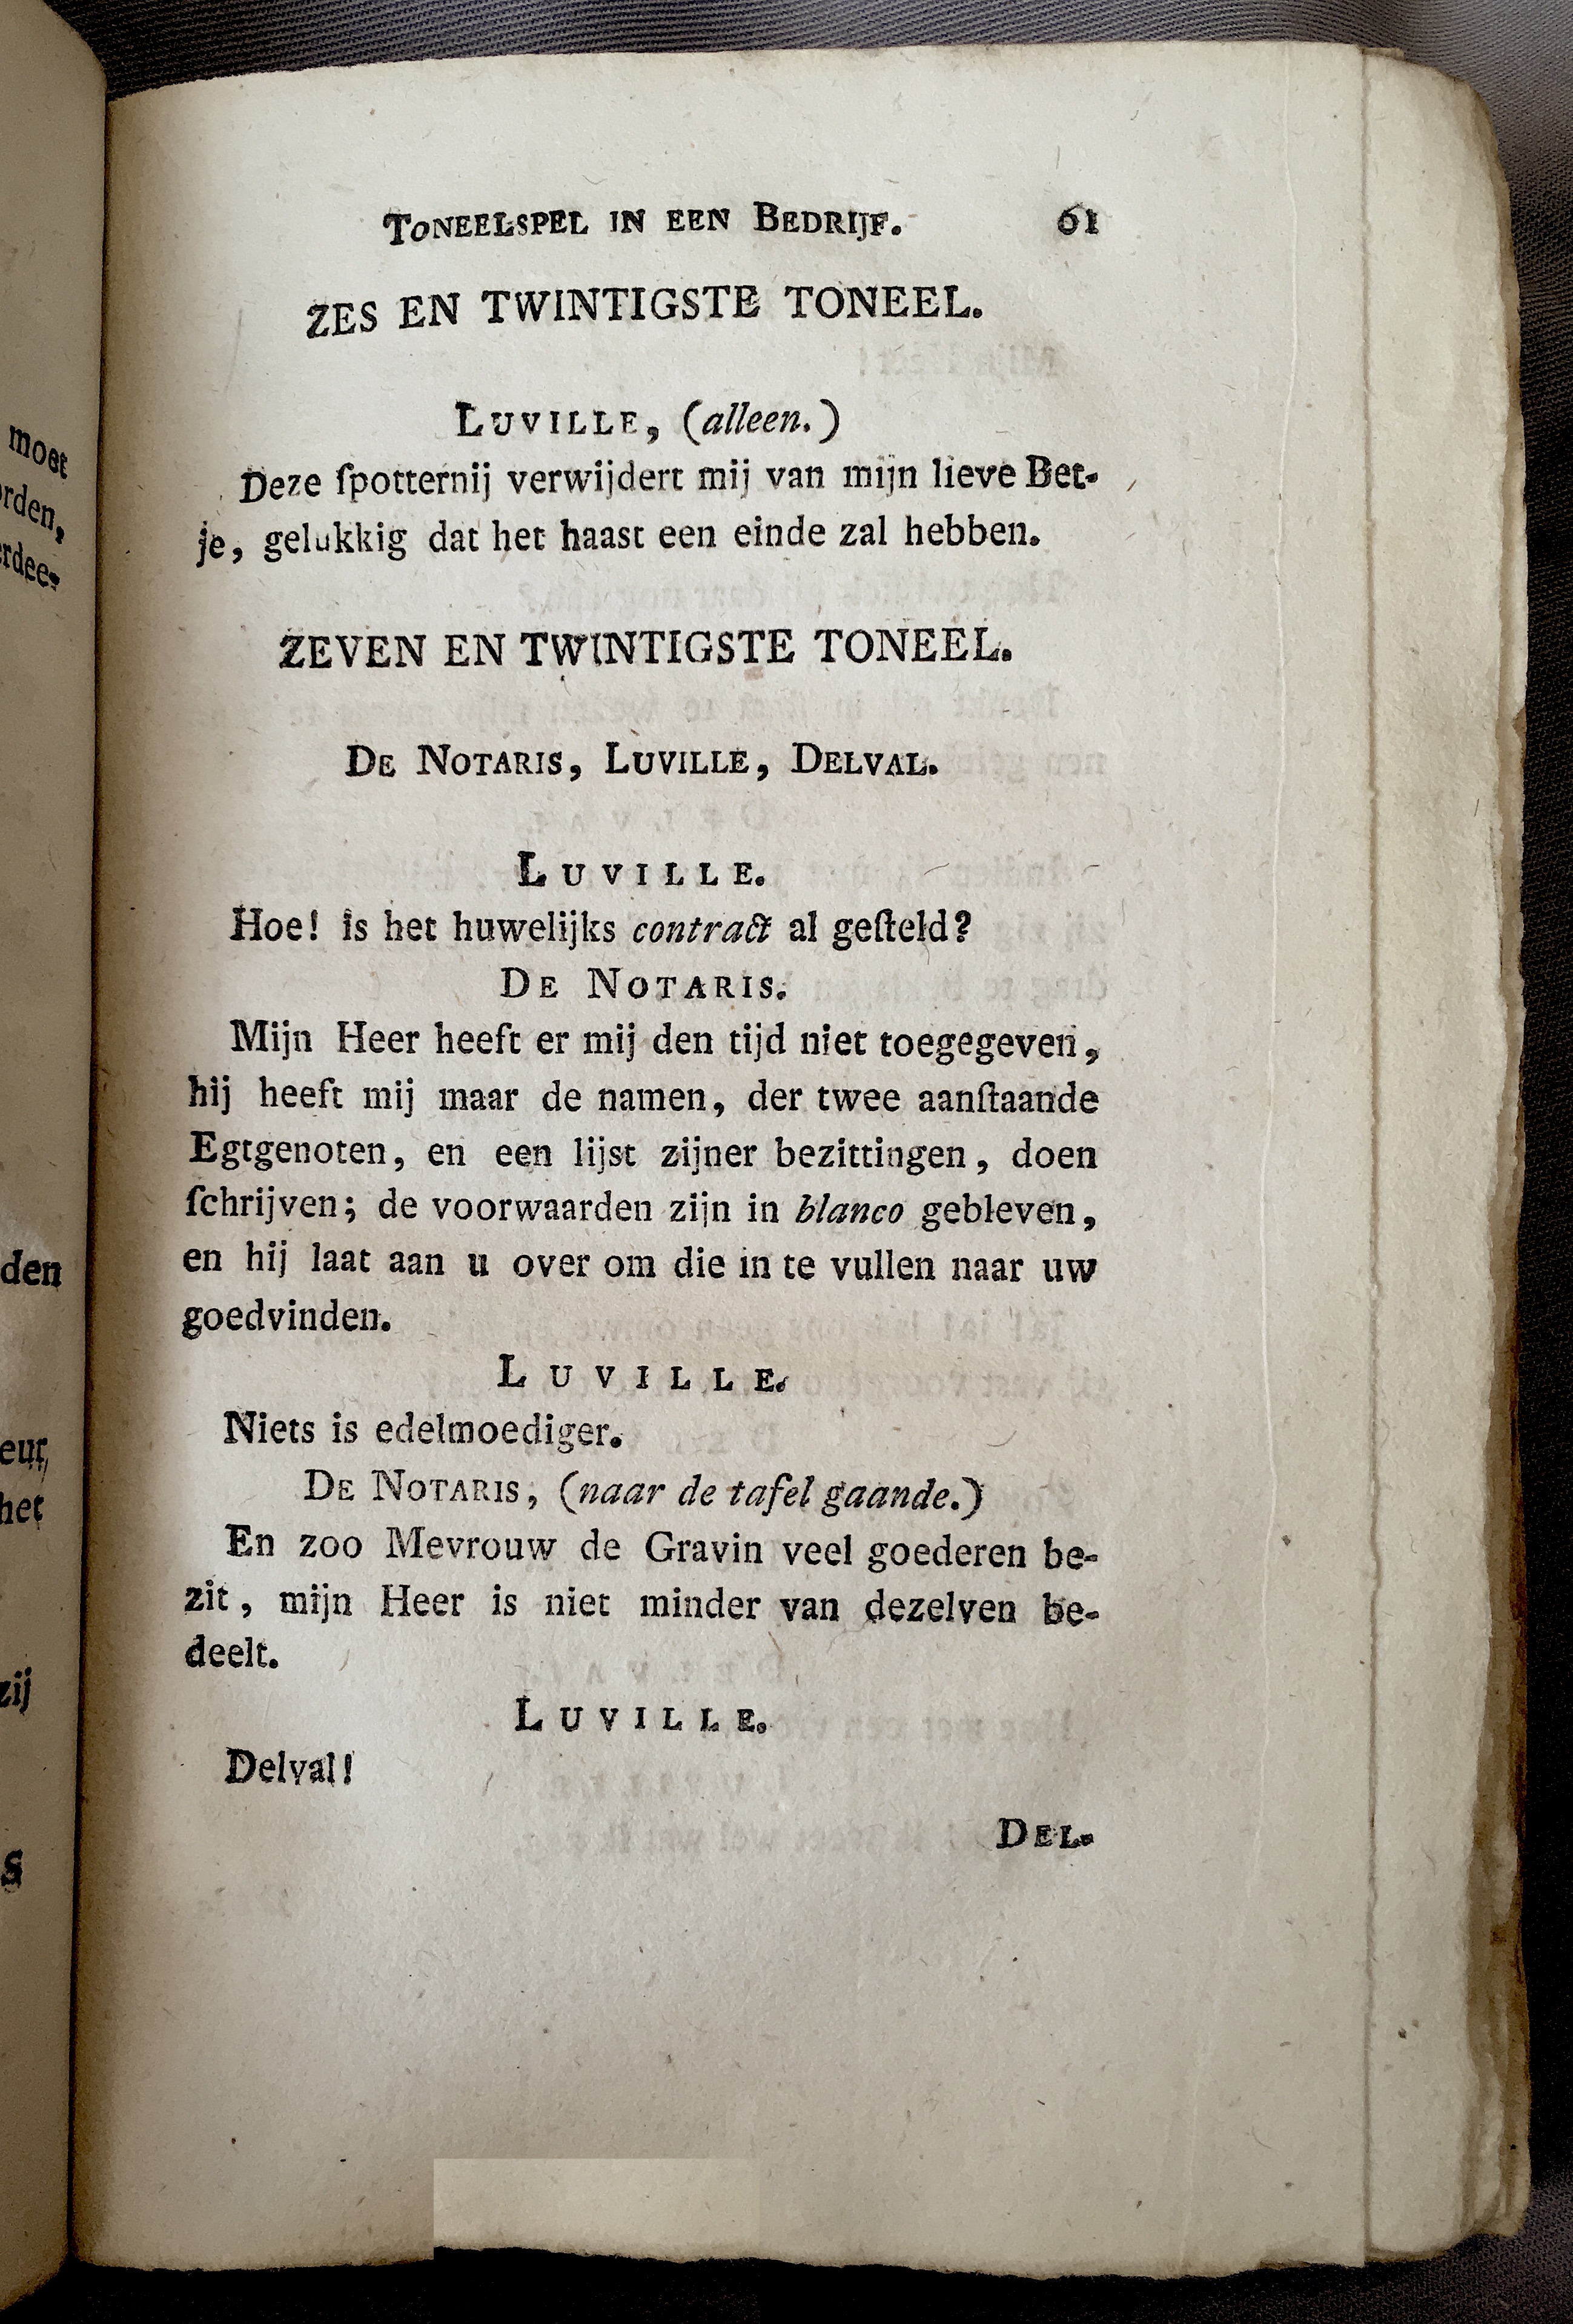 TONEELSPEL IN EEN BEDRIJF. 61
ZES EN TWINTIGSTE TONEEL.
LUVILLE, (alleen.)
Deze ſpotternij verwijdert mij van mijn lieve Bet-
je, gelukkig dat het haast een einde zal hebben.
ZEVEN EN TWINTIGSTE TONEEL.
DE NOTARIS, LUVILLE, DELVAL.
LUVILLE.
Hoe! is het huwelijks contract al geſteld?
DE NOTARIS.
Mijn Heer heeft er mij den tijd niet toegegeven,
hij heeft mij maar de namen, der twee aanſtaande
Egtgenoten, en een lijst zijner bezittingen, doen
ſchrijven; de voorwaarden zijn in blanco gebleven,
en hij laat aan u over om die in te vullen naar uw
goedvinden.
LUVILLE.
Niets is edelmoediger.
DE NOTARIS, (naar de tafel gaande.)
En zoo Mevrouw de Gravin veel goederen be-
zit, mijn Heer is niet minder van dezelven be-
deelt.
LUVILLE.
Delval!
DEL-